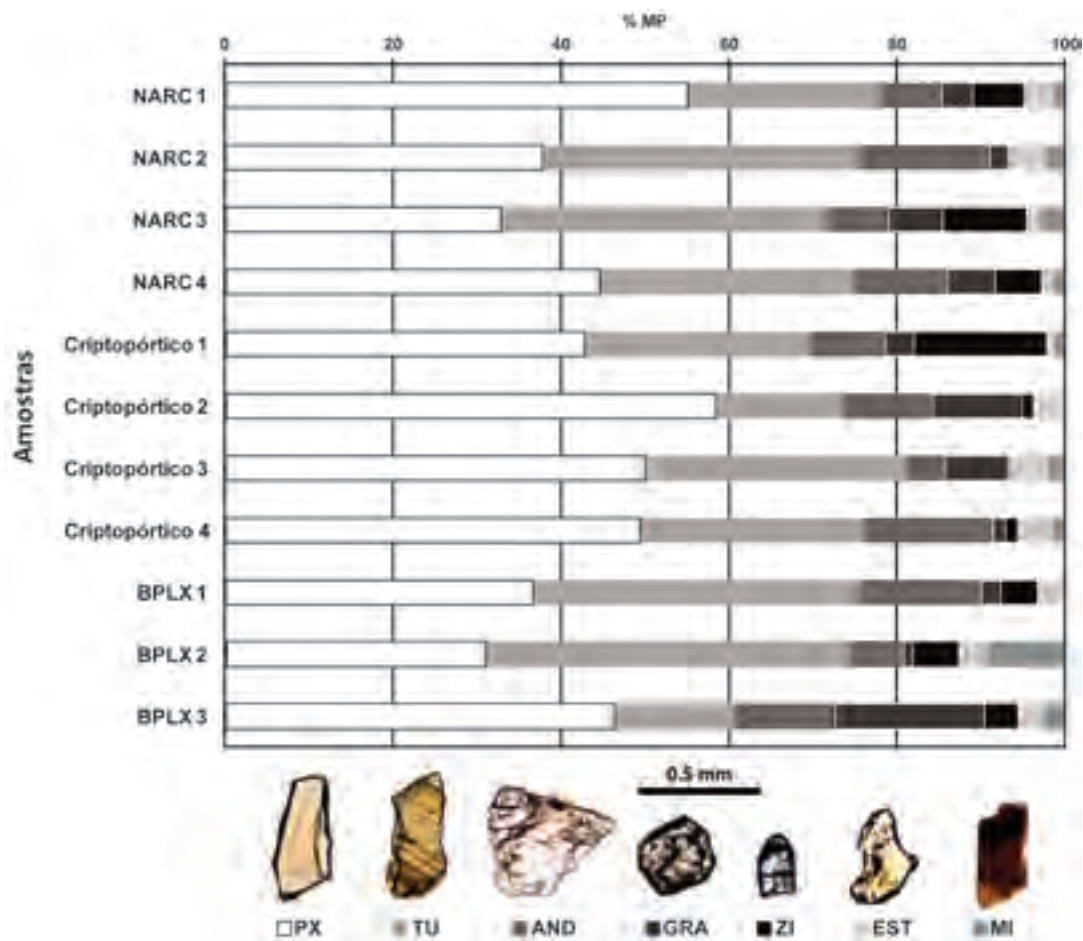 % MP
0 20 40 60 80 100
NARC 1
NARC 2
NARC 3
NARC 4
Criptopórtico 1
Criptopórtico 2
Criptopórtico 3
Criptopórtico 4
BPLX 1
BPLX 2
BPLX 3
Amostras
0.5 mm
PX TU AND GRA ZI EST MI